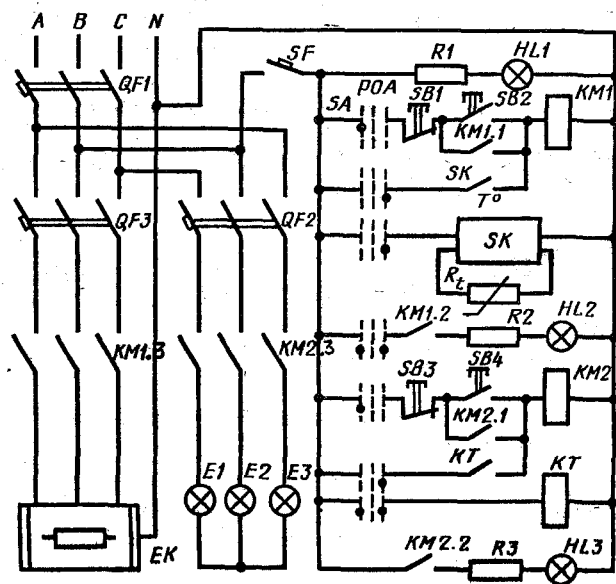 A B C N
SF
R1 HL1
QF1
SA POA SB1 SB2 KM1
KM1.1
SK
T°
QF3 QF2
SK
Rt
KM1.2 R2 HL2
KM1.3 KM2.3
SB3 SB4 KM2
KM2.1
KT
E1 E2 E3
KT
EK
KM2.2 R3 HL3